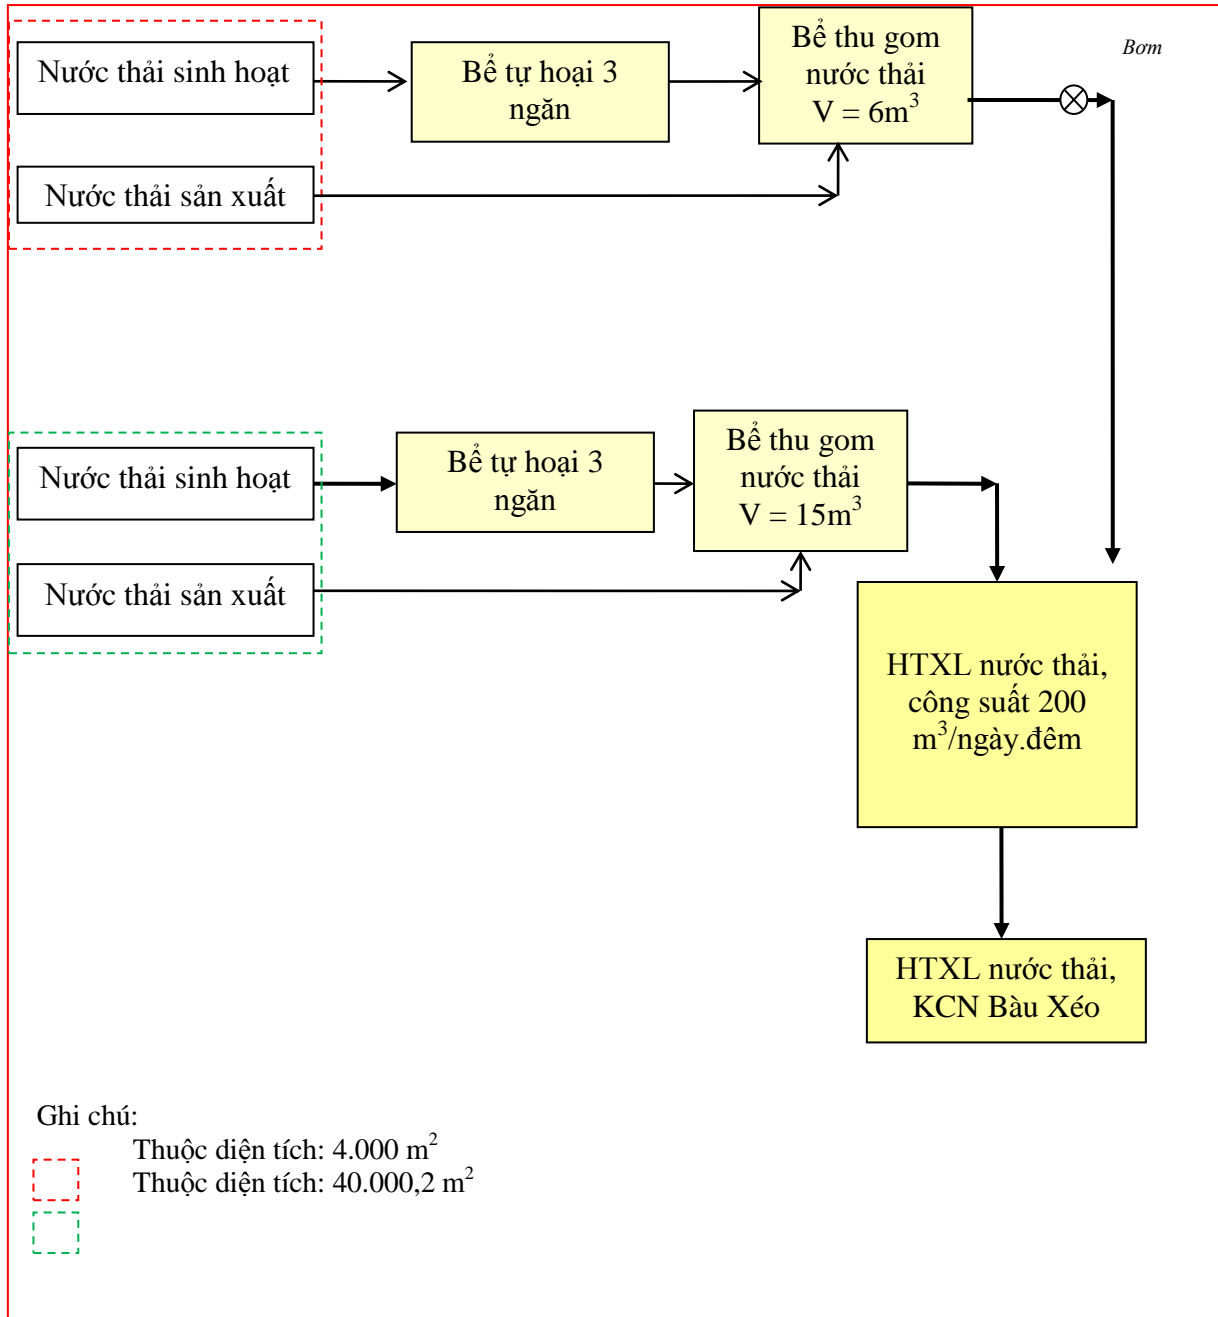 Nước thải sinh hoạt
Bể tự hoại 3
ngăn
Bể thu gom
nước thải
V = 6m³
Bơm
Nước thải sản xuất
Nước thải sinh hoạt
Bể tự hoại 3
ngăn
Bể thu gom
nước thải
V = 15m³
Nước thải sản xuất
HTXL nước thải,
công suất 200
m³/ngày.đêm
HTXL nước thải,
KCN Bàu Xéo
Ghi chú:
Thuộc diện tích: 4.000 m²
Thuộc diện tích: 40.000,2 m²